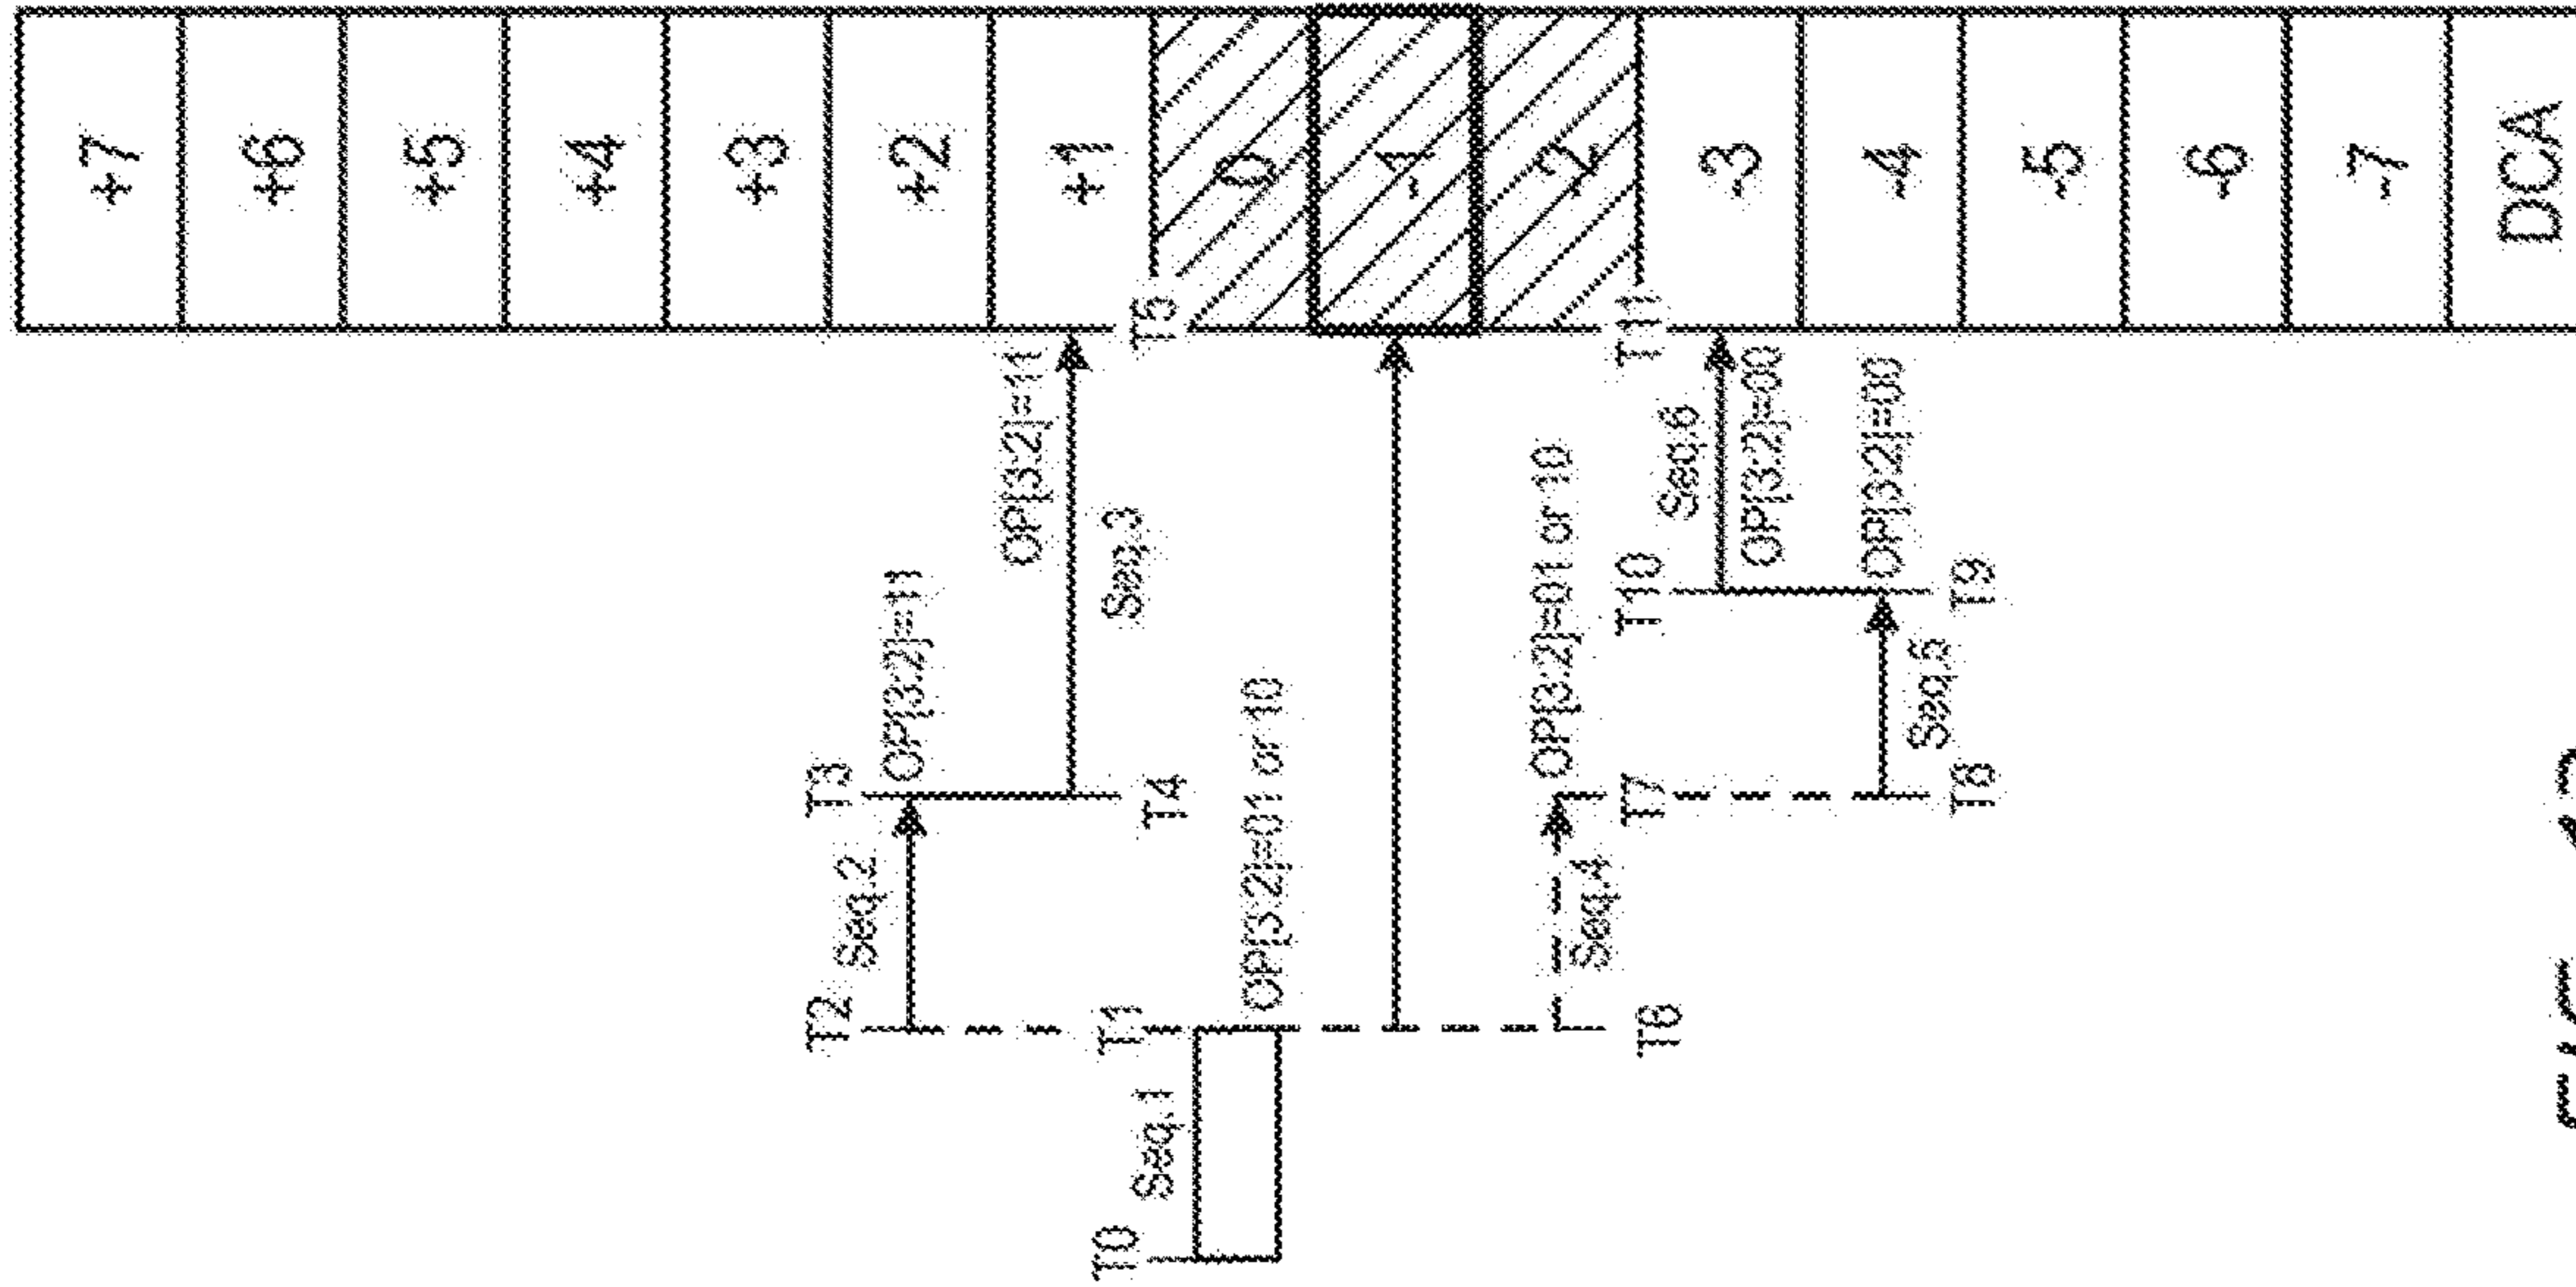 +7
+6
+5
+4
+3
+2
+1
0
-1
-2
-3
-4
-5
-6
-7
DCA
T0
Seq.1
T1
OP[3:2]=01 or 10
T2
Seq.2
T3
OP[3:2]=11
T4
Seq.3
OP[3:2]=11
T5
T6
Seq.4
OP[3:2]=01 or 10
T7
T8
Seq.5
T9
OP[3:2]=00
T10
Seq.6
OP[3:2]=00
T11